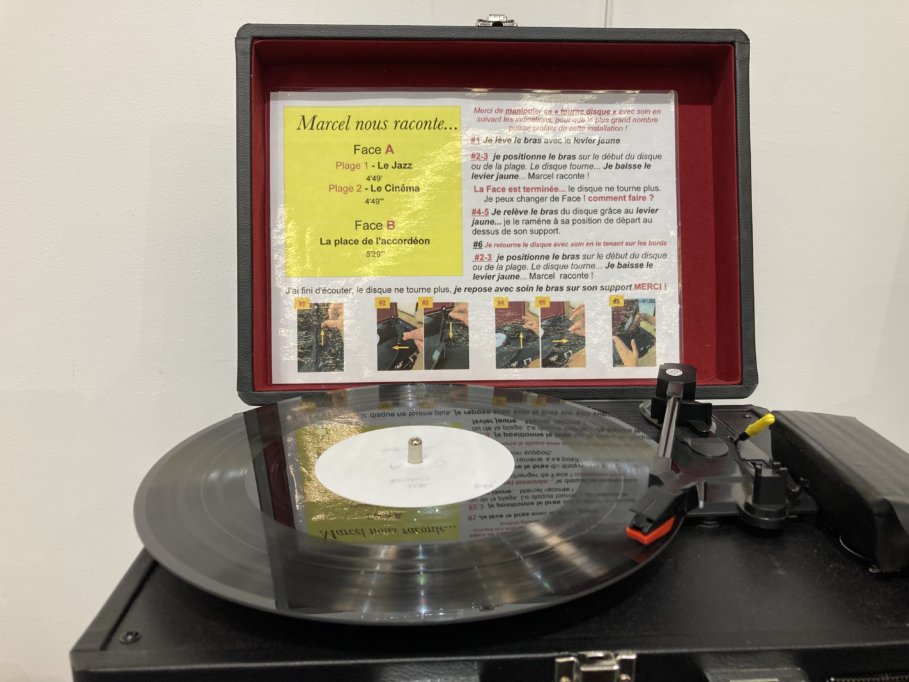 Marcel nous raconte...
Face A
Plage 1 - Le Jazz
4'49'
Plage 2 - Le Cinéma
4'49"
Face B
La place de l'accordéon
5'29"
Merci de manipuler ce « tourne disque » avec soin en
suivant les indications, pour que le plus grand nombre
puisse profiter de cette installation !
#1 Je lève le bras avec le levier jaune
#2-3 je positionne le bras sur le début du disque
ou de la plage. Le disque tourne... Je baisse le
levier jaune... Marcel raconte !
La Face est terminée... le disque ne tourne plus.
Je peux changer de Face ! comment faire ?
#4-5 Je relève le bras du disque grâce au levier
jaune... je le ramène à sa position de départ au
dessus de son support.
#6 Je retourne le disque avec soin en le tenant sur les bords
#2-3 je positionne le bras sur le début du disque
ou de la plage. Le disque tourne... Je baisse le
levier jaune... Marcel raconte !
J'ai fini d'écouter, le disque ne tourne plus, je repose avec soin le bras sur son support. MERCI !
#1 #2 #3 #4 #5